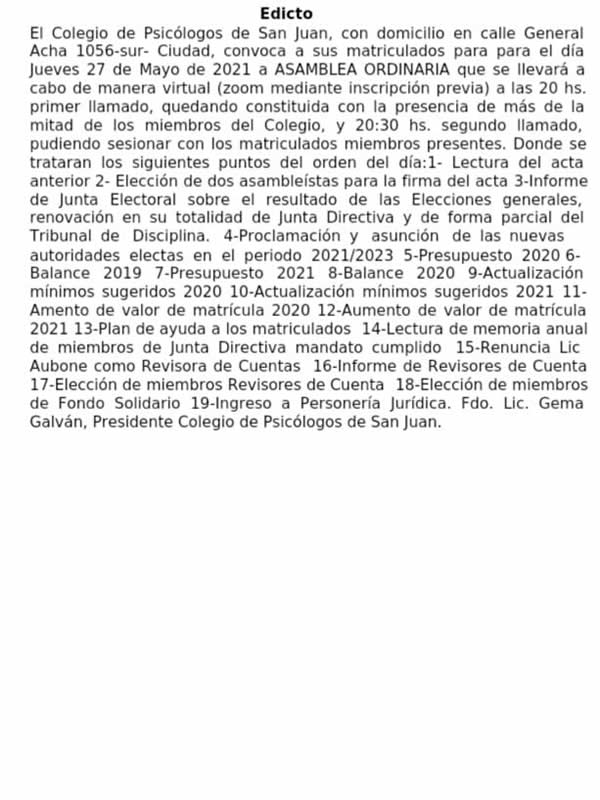 Edicto
El Colegio de Psicólogos de San Juan, con domicilio en calle General
Acha 1056-sur- Ciudad, convoca a sus matriculados para para el día
Jueves 27 de Mayo de 2021 a ASAMBLEA ORDINARIA que se llevará a
cabo de manera virtual (zoom mediante inscripción previa) a las 20 hs.
primer llamado, quedando constituida con la presencia de más de la
mitad de los miembros del Colegio, y 20:30 hs. segundo llamado,
pudiendo sesionar con los matriculados miembros presentes. Donde se
trataran los siguientes puntos del orden del día:1- Lectura del acta
anterior 2- Elección de dos asambleístas para la firma del acta 3-Informe
de Junta Electoral sobre el resultado de las Elecciones generales,
renovación en su totalidad de Junta Directiva y de forma parcial del
Tribunal de Disciplina. 4-Proclamación y asunción de las nuevas
autoridades electas en el periodo 2021/2023 5-Presupuesto 2020 6-
Balance 2019 7-Presupuesto 2021 8-Balance 2020 9-Actualización
mínimos sugeridos 2020 10-Actualización mínimos sugeridos 2021 11-
Amento de valor de matrícula 2020 12-Aumento de valor de matrícula
2021 13-Plan de ayuda a los matriculados 14-Lectura de memoria anual
de miembros de Junta Directiva mandato cumplido 15-Renuncia Lic
Aubone como Revisora de Cuentas 16-Informe de Revisores de Cuenta
17-Elección de miembros Revisores de Cuenta 18-Elección de miembros
de Fondo Solidario 19-Ingreso a Personería Jurídica. Fdo. Lic. Gema
Galván, Presidente Colegio de Psicólogos de San Juan.